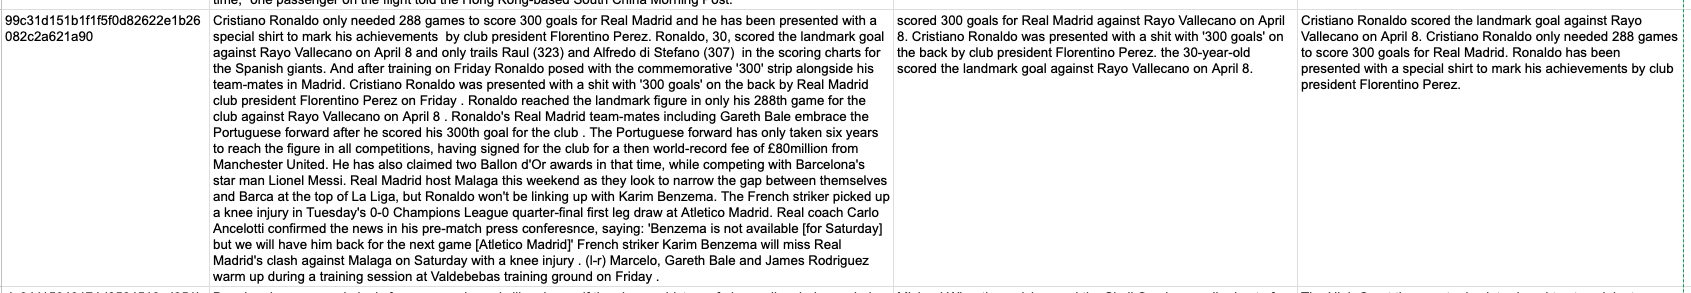 time," one passenger on the flight told the Hong Kong-based South China Morning Post.
99c31d151b1f1f5f0d82622e1b26
082c2a621a90
Cristiano Ronaldo only needed 288 games to score 300 goals for Real Madrid and he has been presented with a
special shirt to mark his achievements  by club president Florentino Perez. Ronaldo, 30, scored the landmark goal
against Rayo Vallecano on April 8 and only trails Raul (323) and Alfredo di Stefano (307)  in the scoring charts for
the Spanish giants. And after training on Friday Ronaldo posed with the commemorative '300' strip alongside his
team-mates in Madrid. Cristiano Ronaldo was presented with a shit with '300 goals' on the back by Real Madrid
club president Florentino Perez on Friday . Ronaldo reached the landmark figure in only his 288th game for the
club against Rayo Vallecano on April 8 . Ronaldo's Real Madrid team-mates including Gareth Bale embrace the
Portuguese forward after he scored his 300th goal for the club . The Portuguese forward has only taken six years
to reach the figure in all competitions, having signed for the club for a then world-record fee of £80million from
Manchester United. He has also claimed two Ballon d'Or awards in that time, while competing with Barcelona's
star man Lionel Messi. Real Madrid host Malaga this weekend as they look to narrow the gap between themselves
and Barca at the top of La Liga, but Ronaldo won't be linking up with Karim Benzema. The French striker picked up
a knee injury in Tuesday's 0-0 Champions League quarter-final first leg draw at Atletico Madrid. Real coach Carlo
Ancelotti confirmed the news in his pre-match press conferesnce, saying: 'Benzema is not available [for Saturday]
but we will have him back for the next game [Atletico Madrid]' French striker Karim Benzema will miss Real
Madrid's clash against Malaga on Saturday with a knee injury . (l-r) Marcelo, Gareth Bale and James Rodriguez
warm up during a training session at Valdebebas training ground on Friday .
scored 300 goals for Real Madrid against Rayo Vallecano on April
8. Cristiano Ronaldo was presented with a shit with '300 goals' on
the back by club president Florentino Perez. the 30-year-old
scored the landmark goal against Rayo Vallecano on April 8.
Cristiano Ronaldo scored the landmark goal against Rayo
Vallecano on April 8. Cristiano Ronaldo only needed 288 games
to score 300 goals for Real Madrid. Ronaldo has been
presented with a special shirt to mark his achievements by club
president Florentino Perez.